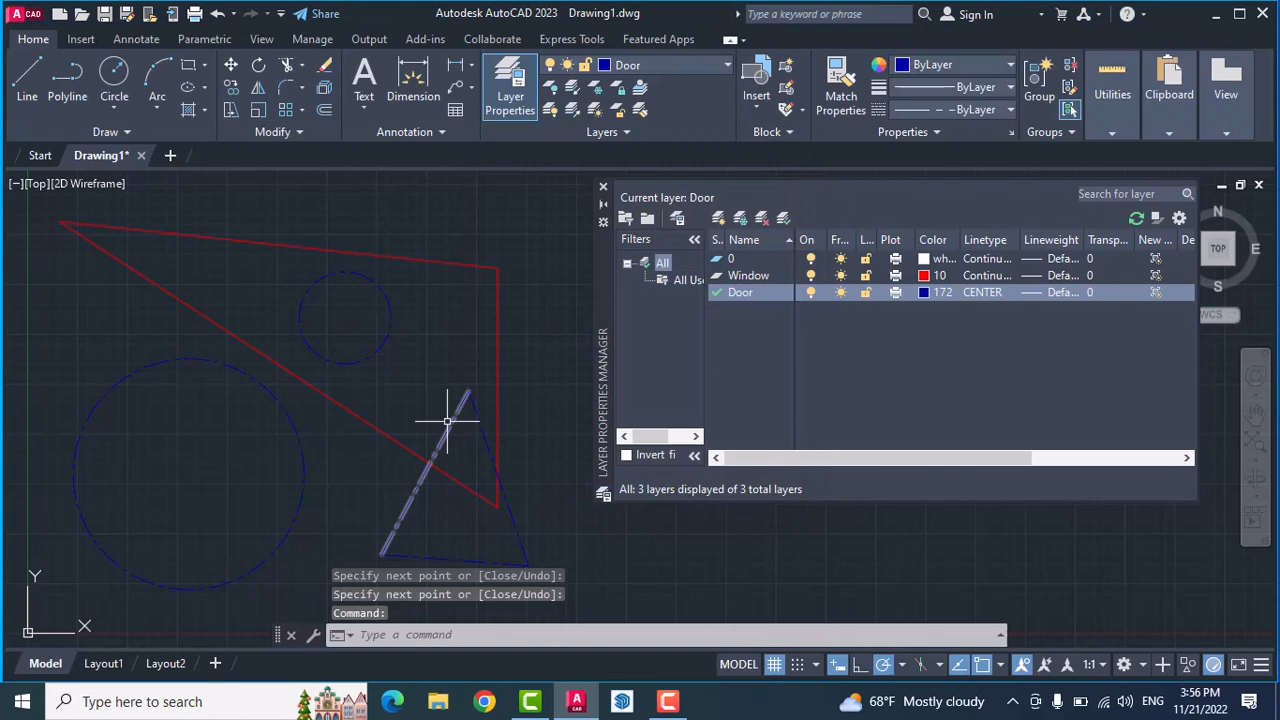 CAD
Share
Autodesk AutoCAD 2023 Drawing1.dwg
Type a keyword or phrase
Sign In
Home Insert Annotate Parametric View Manage Output Add-ins Collaborate Express Tools Featured Apps
Line Polyline Circle Arc
Text Dimension
Layer Properties
Door
Insert
Match Properties
ByLayer
ByLayer
ByLayer
Group
Utilities
Clipboard
View
Draw Modify Annotation Layers Block Properties Groups
Start Drawing1*
[−][Top][2D Wireframe]
Current layer: Door
Search for layer
Filters
All
All Us
S.. Name On Fr... L... Plot Color Linetype Lineweight Transp... New ... De
0 wh... Continu... Defa... 0
Window 10 Continu... Defa... 0
Door 172 CENTER Defa... 0
Invert fi
All: 3 layers displayed of 3 total layers
LAYER PROPERTIES MANAGER
N
TOP
E
S
WCS
Y
X
Specify next point or [Close/Undo]:
Specify next point or [Close/Undo]:
Command:
Type a command
Model Layout1 Layout2
MODEL
1:1
Type here to search
68°F Mostly cloudy
ENG
3:56 PM
11/21/2022